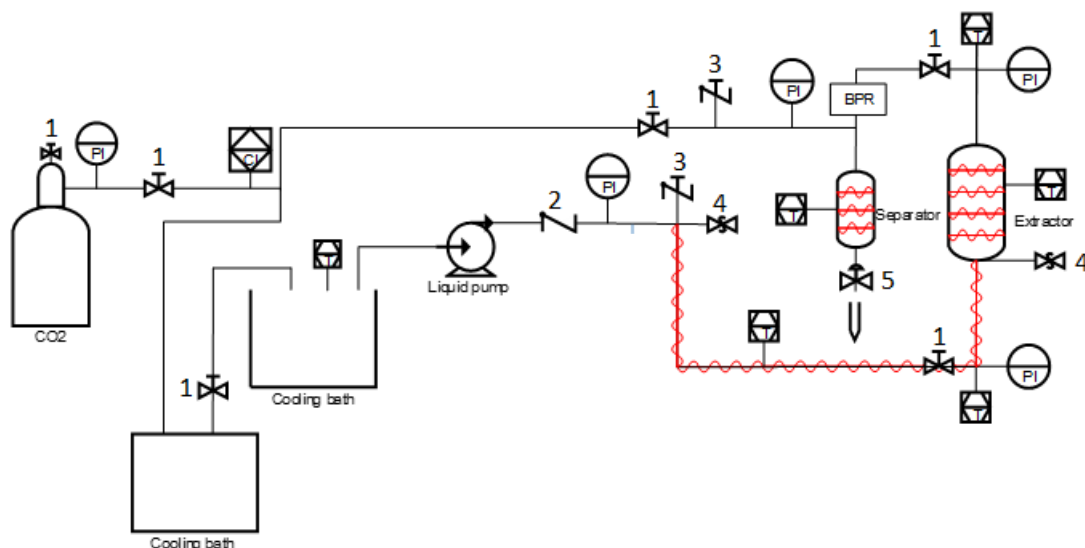 1
3
1
T
PI
PI
BPR
1
1
PI
1
CI
PI
3
T
T
2
4
Separator
Extractor
T
Liquid pump
5
4
CO2
1
Cooling bath
T
1
PI
T
Cooling bath